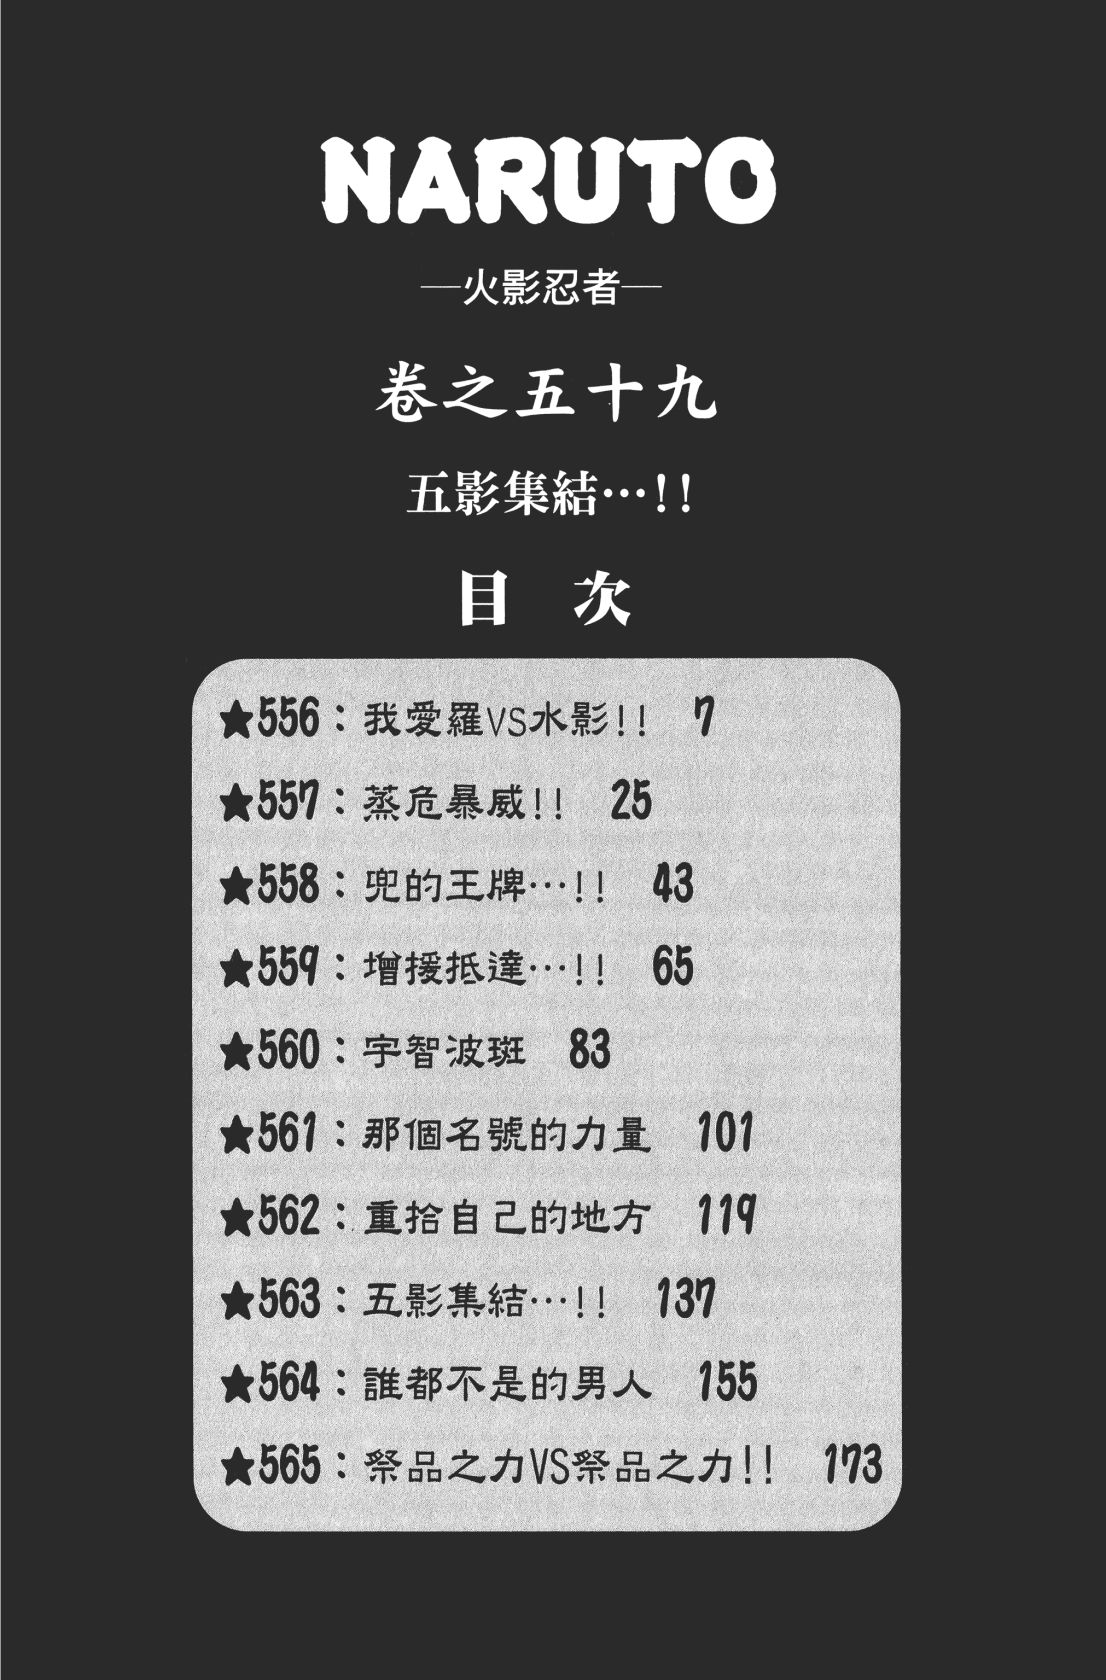 NARUTO
—火影忍者—
卷之五十九
五影集結…!!
目 次
★556：我愛羅VS水影!! 7
★557：蒸危暴威!! 25
★558：兜的王牌…!! 43
★559：增援抵達…!! 65
★560：宇智波斑 83
★561：那個名號的力量 101
★562：重拾自己的地方 119
★563：五影集結…!! 137
★564：誰都不是的男人 155
★565：祭品之力VS祭品之力!! 173